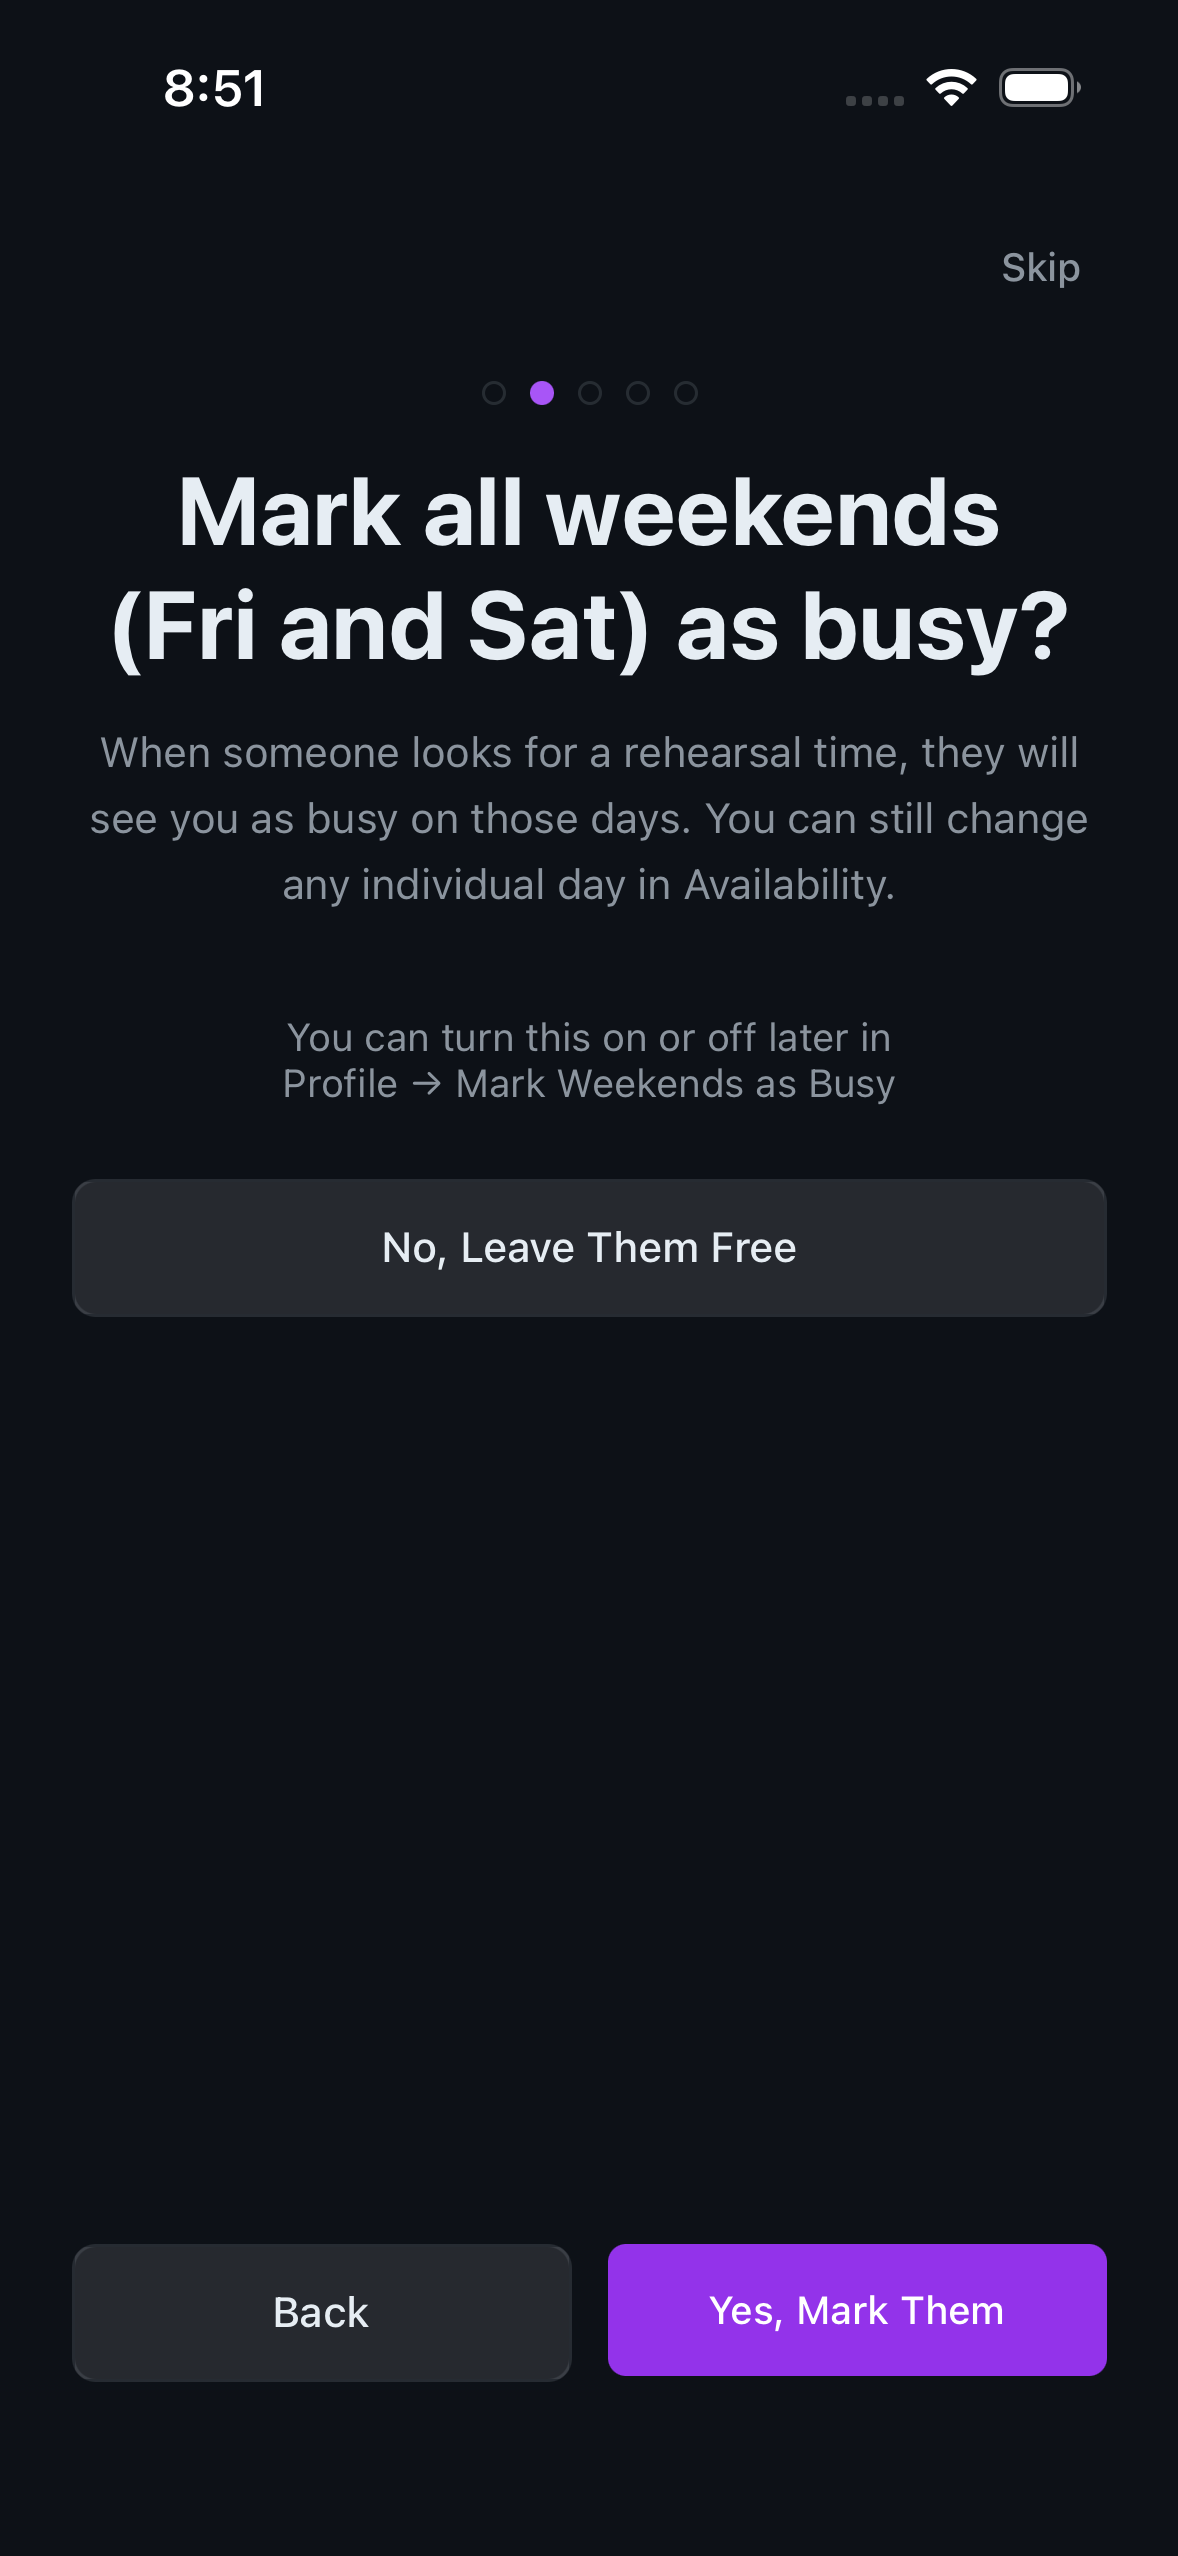 8:51
Skip
Mark all weekends
(Fri and Sat) as busy?
When someone looks for a rehearsal time, they will
see you as busy on those days. You can still change
any individual day in Availability.
You can turn this on or off later in
Profile → Mark Weekends as Busy
No, Leave Them Free
Back
Yes, Mark Them